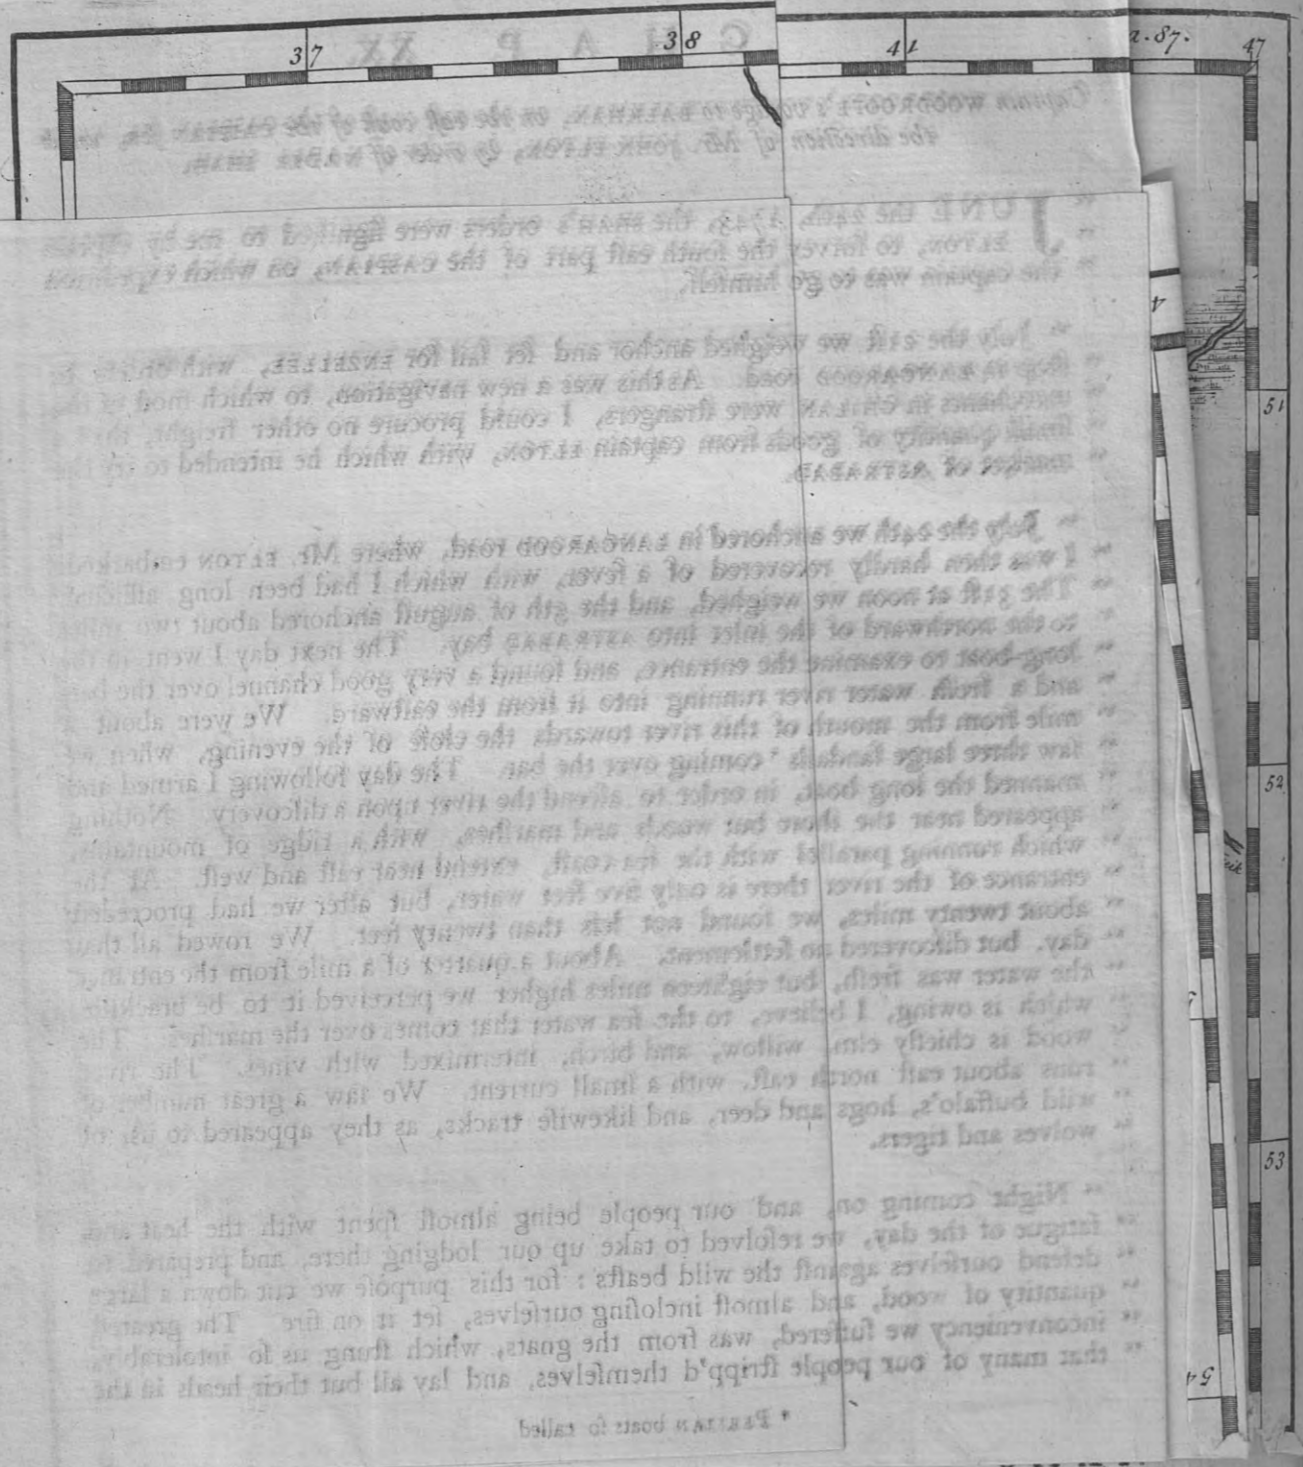 37
38
41
47
51
52
53
54
CHAP XX
Captain WOODROOFE's voyage to BALKHAN, on the eaſt coaſt of the CASPIAN ſea, under
the direction of Mr. JOHN ELTON, by order of NADIR SHAH.
“ JUNE the 24th, 1743, the SHAH's orders were ſignified to me by captain
“ ELTON, to ſurvey the ſouth eaſt part of the CASPIAN, on which expedition
“ the captain was to go himſelf.
“ July the 21ſt we weighed anchor and ſet ſail for ENZELLEE, with orders to
“ ſtop in LANGAROOD road. As this was a new navigation, to which moſt of the
“ merchants in GHILAN were ſtrangers, I could procure no other freight, than a
“ ſmall quantity of goods from captain ELTON, with which he intended to try the
“ market of ASTRABAD.
“ July the 24th we anchored in LANGAROOD road, where Mr. ELTON embarked.
“ I was then hardly recovered of a fever, with which I had been long afflicted.
“ The 31ſt at noon we weighed, and the 5th of auguſt anchored about two miles
“ to the northward of the inlet into ASTRABAD bay. The next day I went in the
“ long-boat to examine the entrance, and found a very good channel over the bar,
“ and a freſh water river running into it from the eaſtward. We were about a
“ mile from the mouth of this river towards the cloſe of the evening, when we
“ ſaw three large ſandals * coming over the bar. The day following I armed and
“ manned the long boat, in order to aſcend the river upon a diſcovery. Nothing
“ appeared near the ſhore but woods and marſhes, with a ridge of mountains,
“ which running parallel with the ſea coaſt, extend near eaſt and weſt. At the
“ entrance of the river there is only five feet water, but after we had proceeded
“ about twenty miles, we found not leſs than twenty feet. We rowed all that
“ day, but diſcovered no ſettlement. About a quarter of a mile from the entrance
“ the water was freſh, but eighteen miles higher we perceived it to be brackiſh,
“ which is owing, I believe, to the ſea water that comes over the marſhes. The
“ wood is chiefly elm, willow, and birch, intermixed with vines. The river
“ runs about eaſt north eaſt, with a ſmall current. We ſaw a great number of
“ wild buffalo's, hogs and deer, and likewiſe tracks, as they appeared to us, of
“ wolves and tigers.
“ Night coming on, and our people being almoſt ſpent with the heat and
“ fatigue of the day, we reſolved to take up our lodging there, and prepared to
“ defend ourſelves againſt the wild beaſts : for this purpoſe we cut down a large
“ quantity of wood, and almoſt incloſing ourſelves, ſet it on fire. The greateſt
“ inconveniency we ſuffered, was from the gnats, which ſtung us ſo intolerably,
“ that many of our people ſtripp'd themſelves, and lay all but their heads in the
* PERSIAN boats ſo called